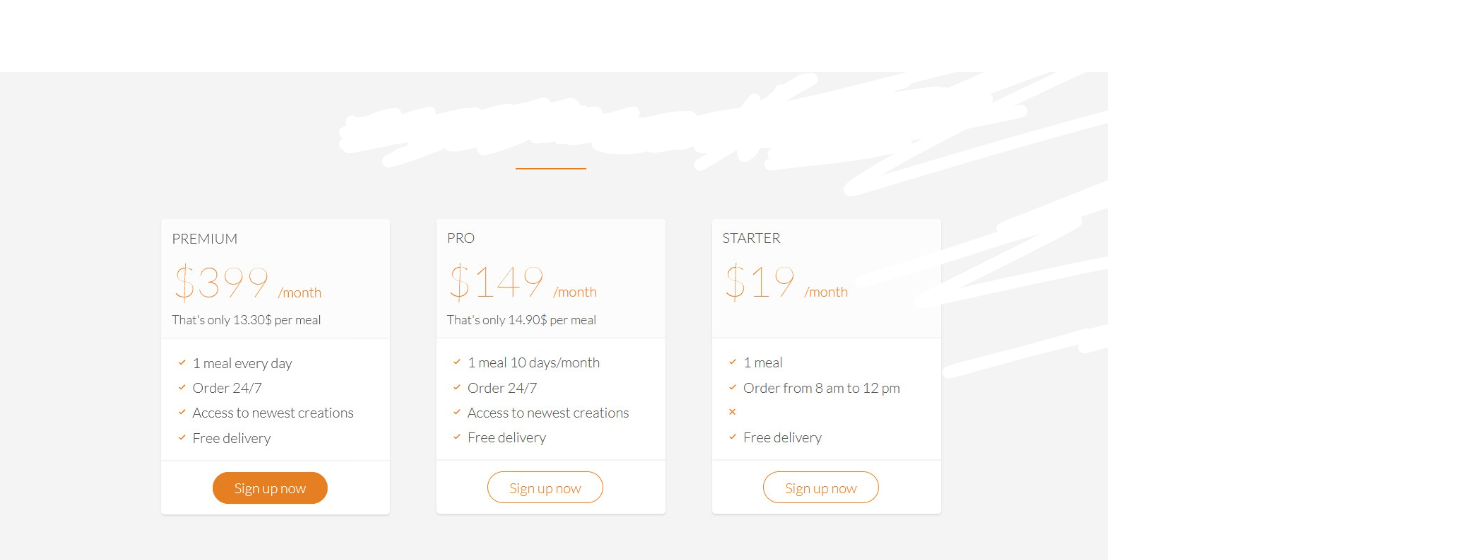 PREMIUM
$399 /month
That's only 13.30$ per meal
1 meal every day
Order 24/7
Access to newest creations
Free delivery
Sign up now
PRO
$149 /month
That's only 14.90$ per meal
1 meal 10 days/month
Order 24/7
Access to newest creations
Free delivery
Sign up now
STARTER
$19 /month
1 meal
Order from 8 am to 12 pm
Free delivery
Sign up now